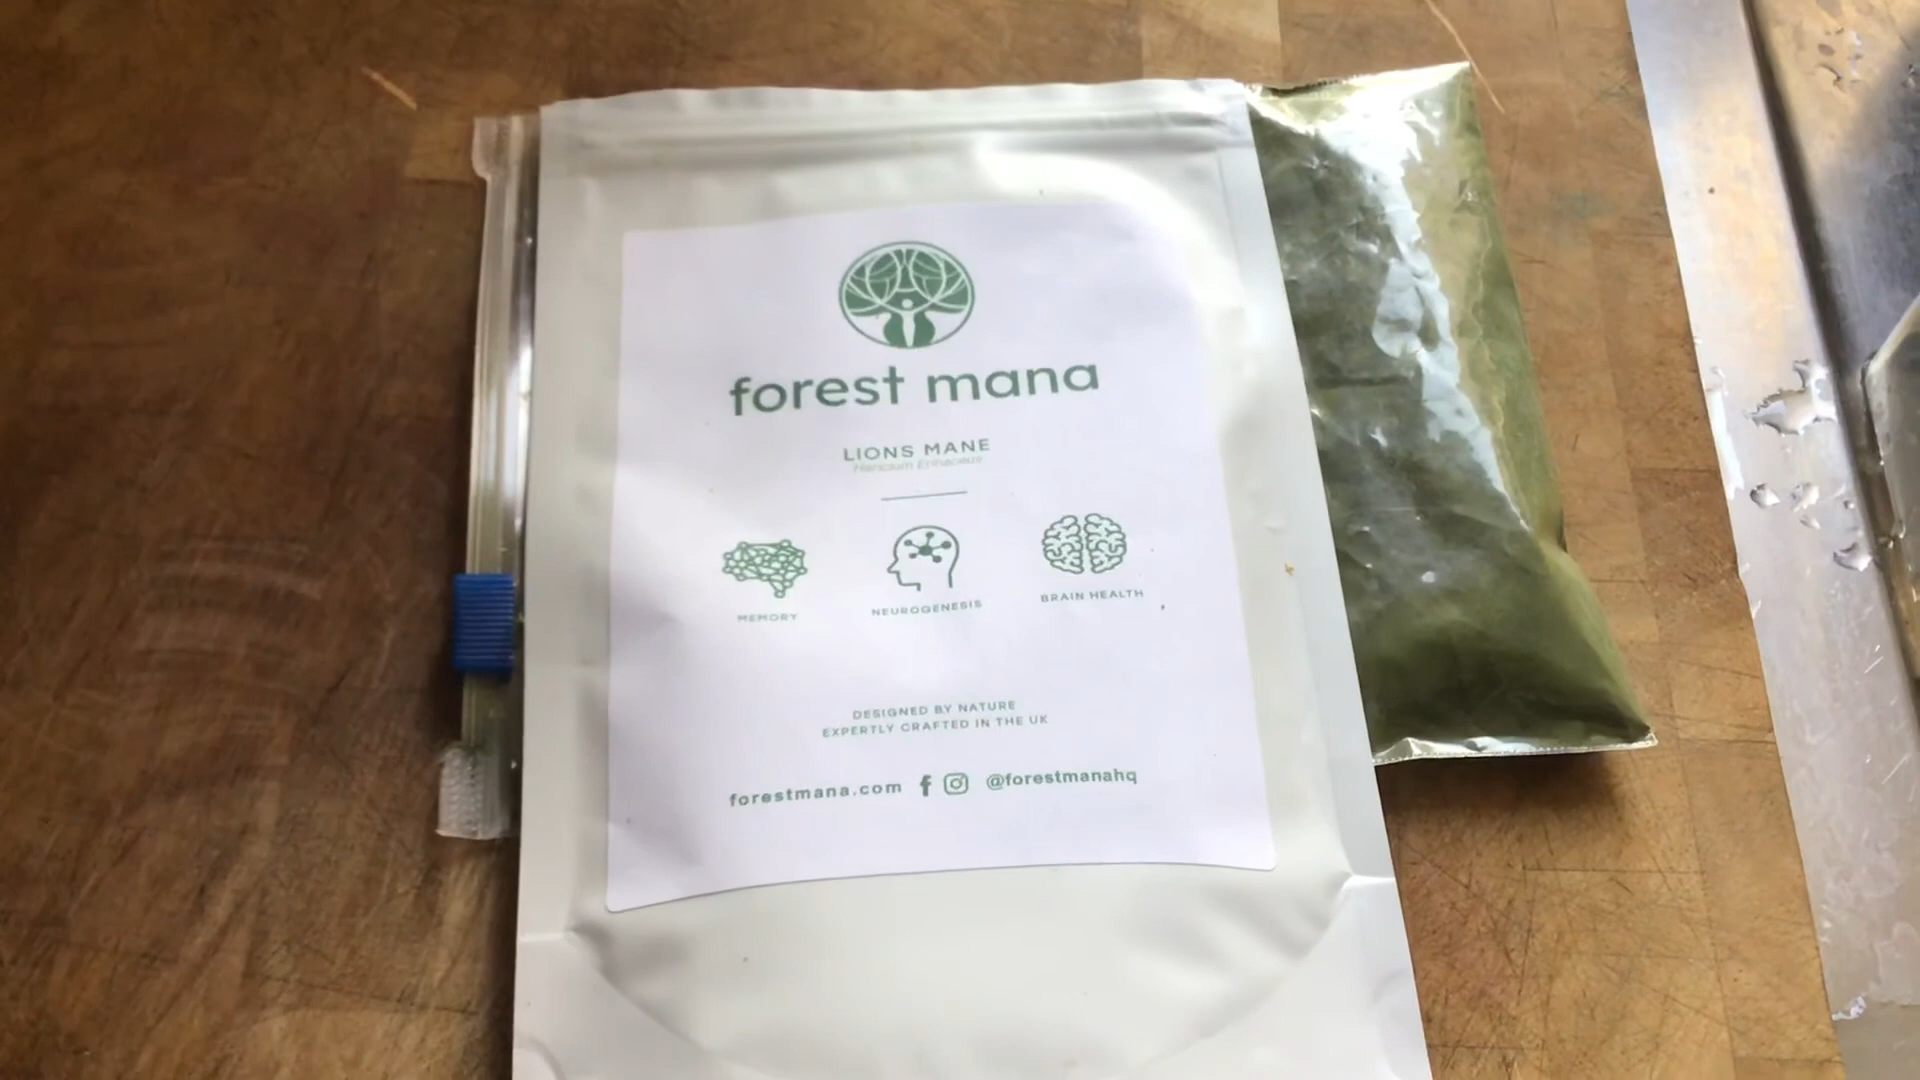 forest mana
LIONS MANE
Hericium Erinaceus
MEMORY
NEUROGENESIS
BRAIN HEALTH
DESIGNED BY NATURE
EXPERTLY CRAFTED IN THE UK
forestmana.com f @forestmanahq